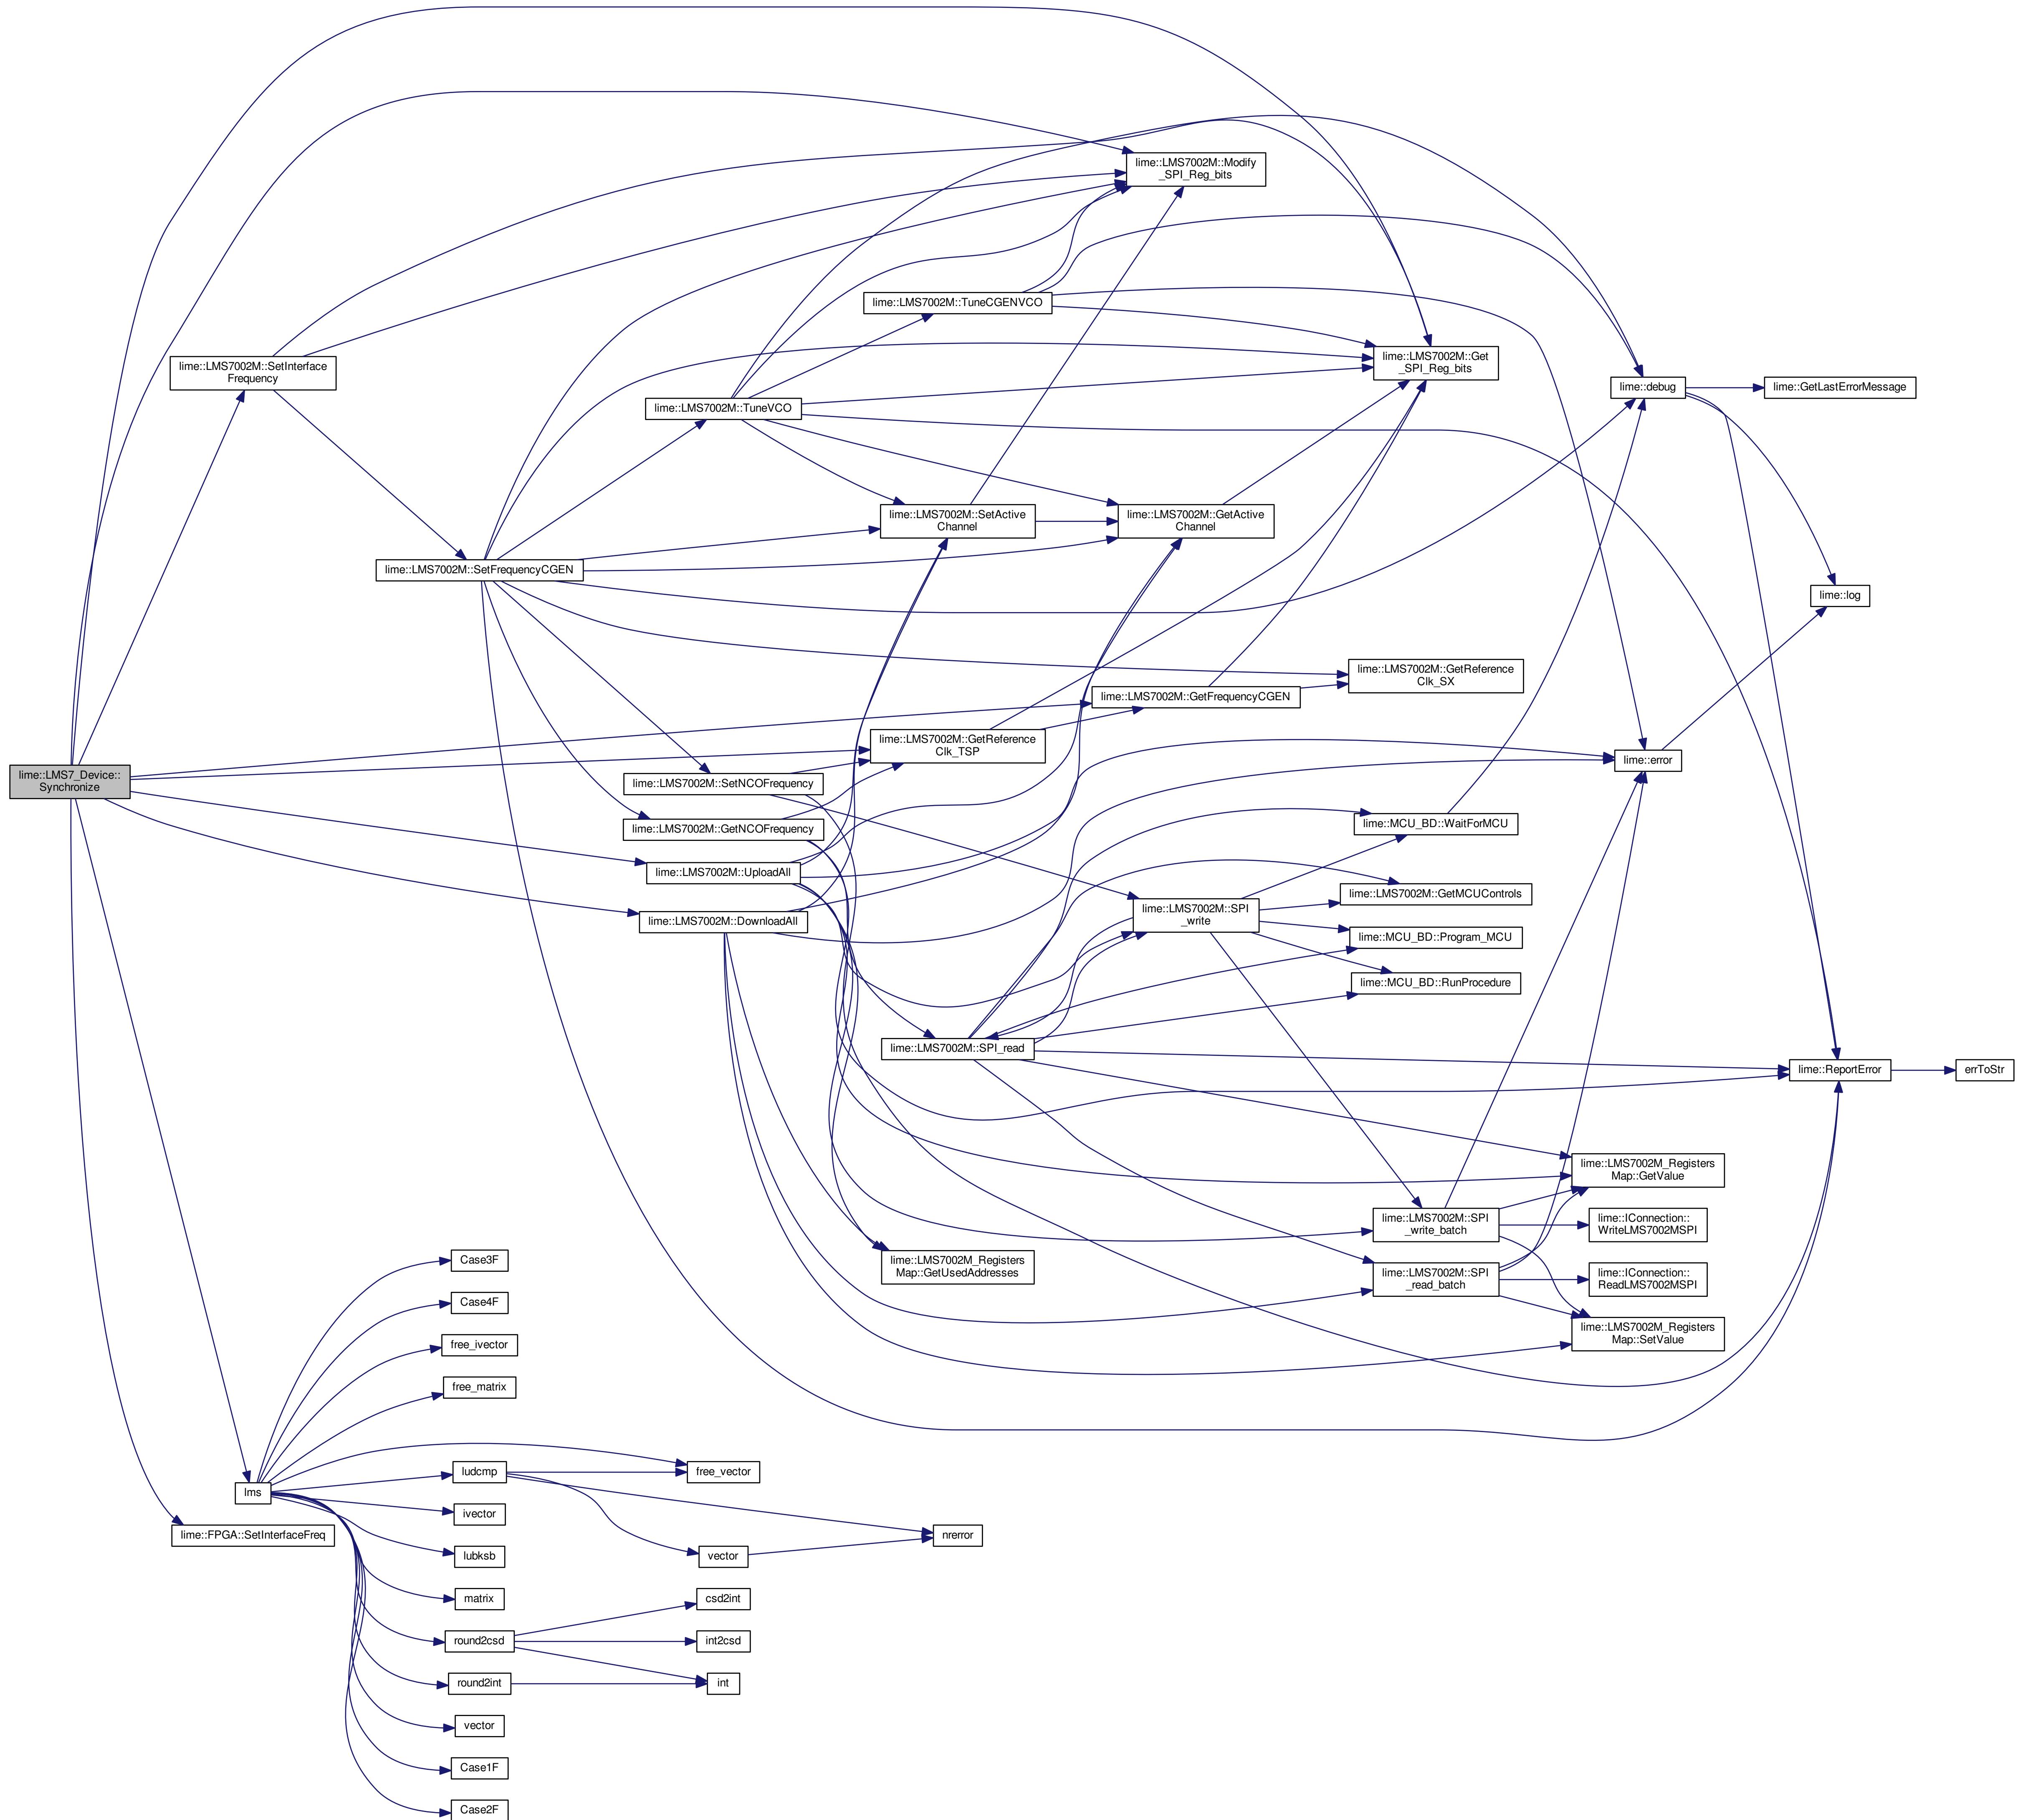 lime::LMS7002M::Modify
_SPI_Reg_bits
lime::LMS7002M::TuneCGENVCO
lime::LMS7002M::SetInterface
Frequency
lime::LMS7002M::Get
_SPI_Reg_bits
lime::debug
lime::GetLastErrorMessage
lime::LMS7002M::TuneVCO
lime::LMS7002M::SetActive
Channel
lime::LMS7002M::GetActive
Channel
lime::LMS7002M::SetFrequencyCGEN
lime::log
lime::LMS7002M::GetReference
Clk_SX
lime::LMS7002M::GetFrequencyCGEN
lime::LMS7002M::GetReference
Clk_TSP
lime::error
lime::LMS7_Device::
Synchronize
lime::LMS7002M::SetNCOFrequency
lime::LMS7002M::GetNCOFrequency
lime::MCU_BD::WaitForMCU
lime::LMS7002M::UploadAll
lime::LMS7002M::GetMCUControls
lime::LMS7002M::DownloadAll
lime::LMS7002M::SPI
_write
lime::MCU_BD::Program_MCU
lime::MCU_BD::RunProcedure
lime::LMS7002M::SPI_read
lime::ReportError
errToStr
lime::LMS7002M_Registers
Map::GetValue
lime::LMS7002M::SPI
_write_batch
lime::IConnection::
WriteLMS7002MSPI
lime::LMS7002M_Registers
Map::GetUsedAddresses
lime::LMS7002M::SPI
_read_batch
lime::IConnection::
ReadLMS7002MSPI
lime::LMS7002M_Registers
Map::SetValue
Case3F
Case4F
free_ivector
free_matrix
ludcmp
free_vector
lms
ivector
lime::FPGA::SetInterfaceFreq
nrerror
lubksb
vector
matrix
csd2int
round2csd
int2csd
round2int
int
vector
Case1F
Case2F